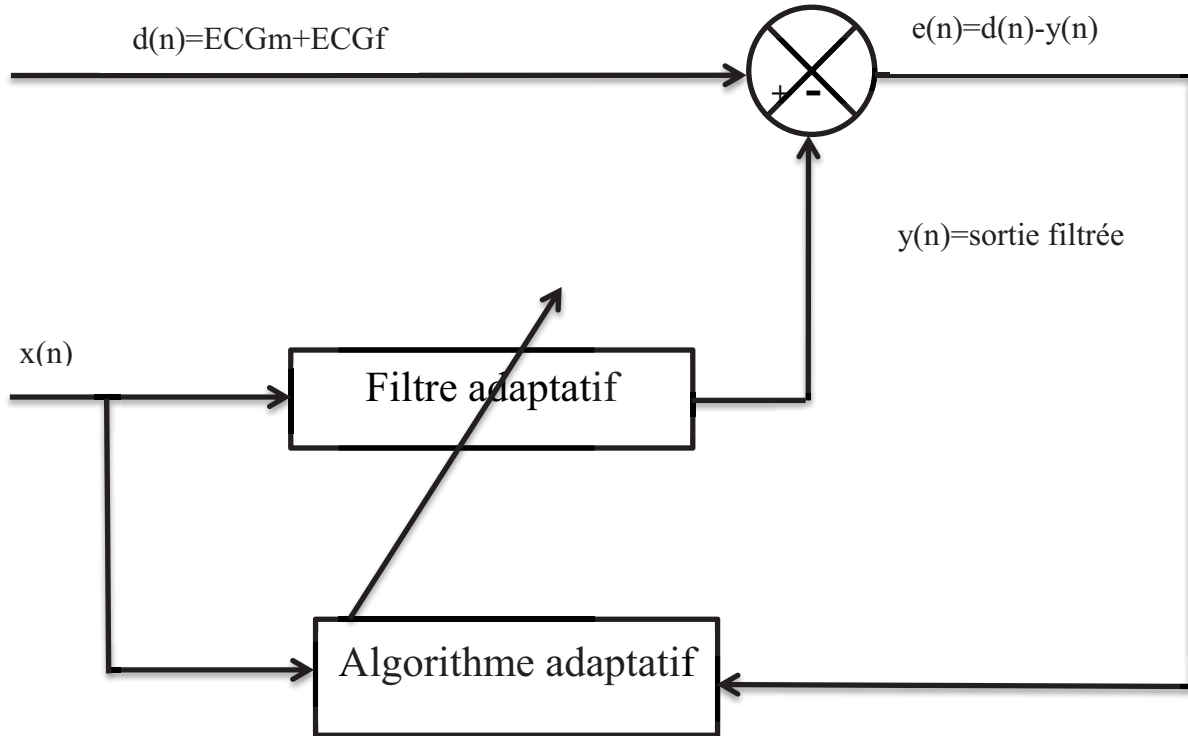 d(n)=ECGm+ECGf
e(n)=d(n)-y(n)
+ -
y(n)=sortie filtrée
x(n)
Filtre adaptatif
Algorithme adaptatif